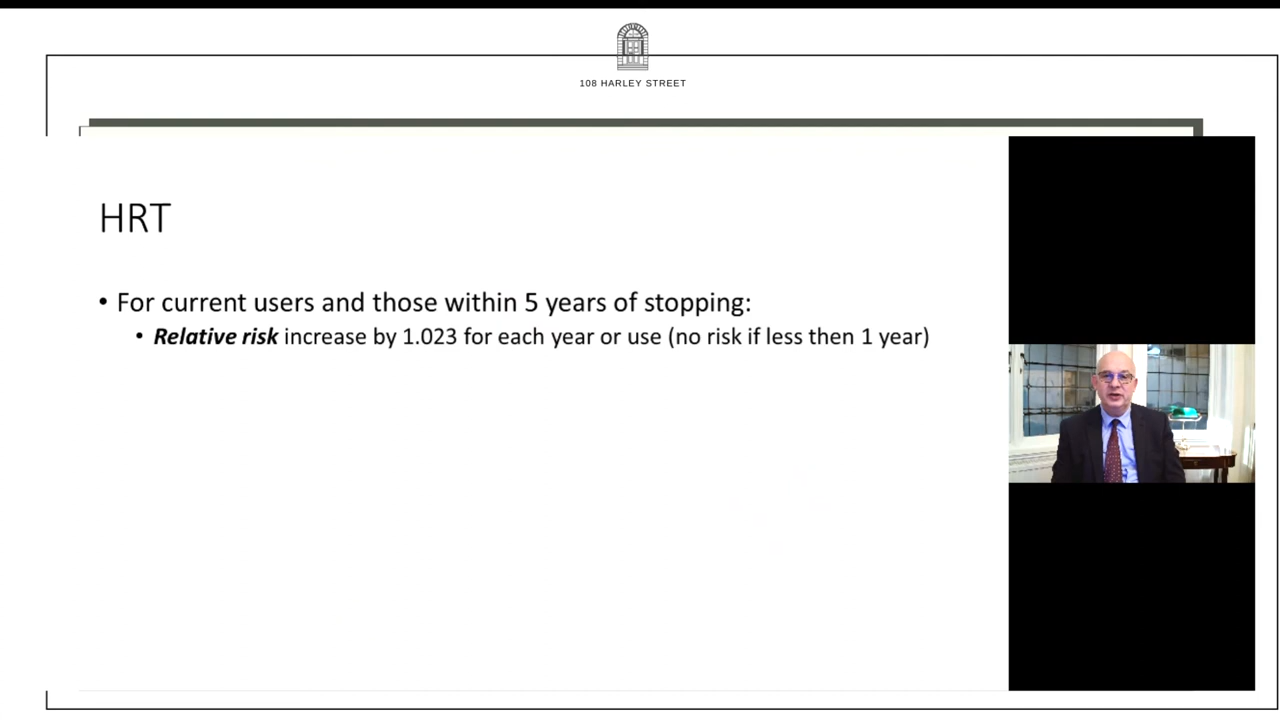 108 HARLEY STREET
HRT
• For current users and those within 5 years of stopping:
• Relative risk increase by 1.023 for each year or use (no risk if less then 1 year)